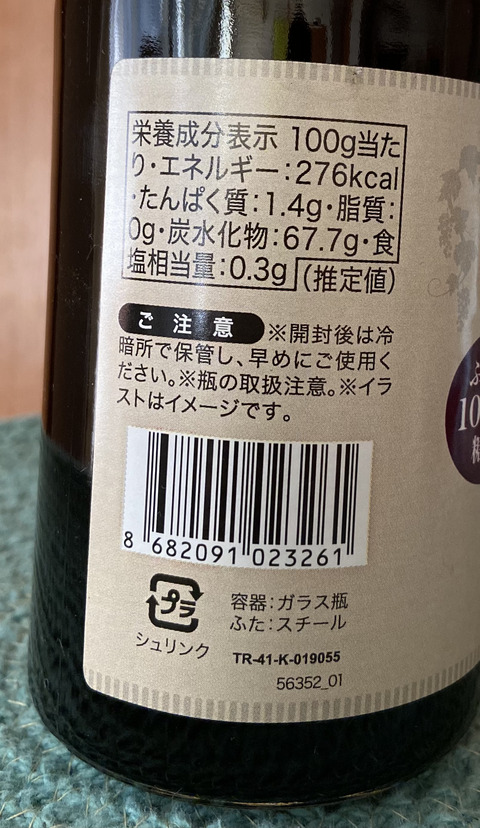 栄養成分表示 100g当た
り・エネルギー：276kcal
・たんぱく質：1.4g・脂質：
0g・炭水化物：67.7g・食
塩相当量：0.3g（推定値）
ご注意 ※開封後は冷
暗所で保管し、早めにご使用く
ださい。※瓶の取扱注意。※イラ
ストはイメージです。
8 682091 023261
プラ
シュリンク
容器：ガラス瓶
ふた：スチール
TR-41-K-019055
56352_01
ぶ
10